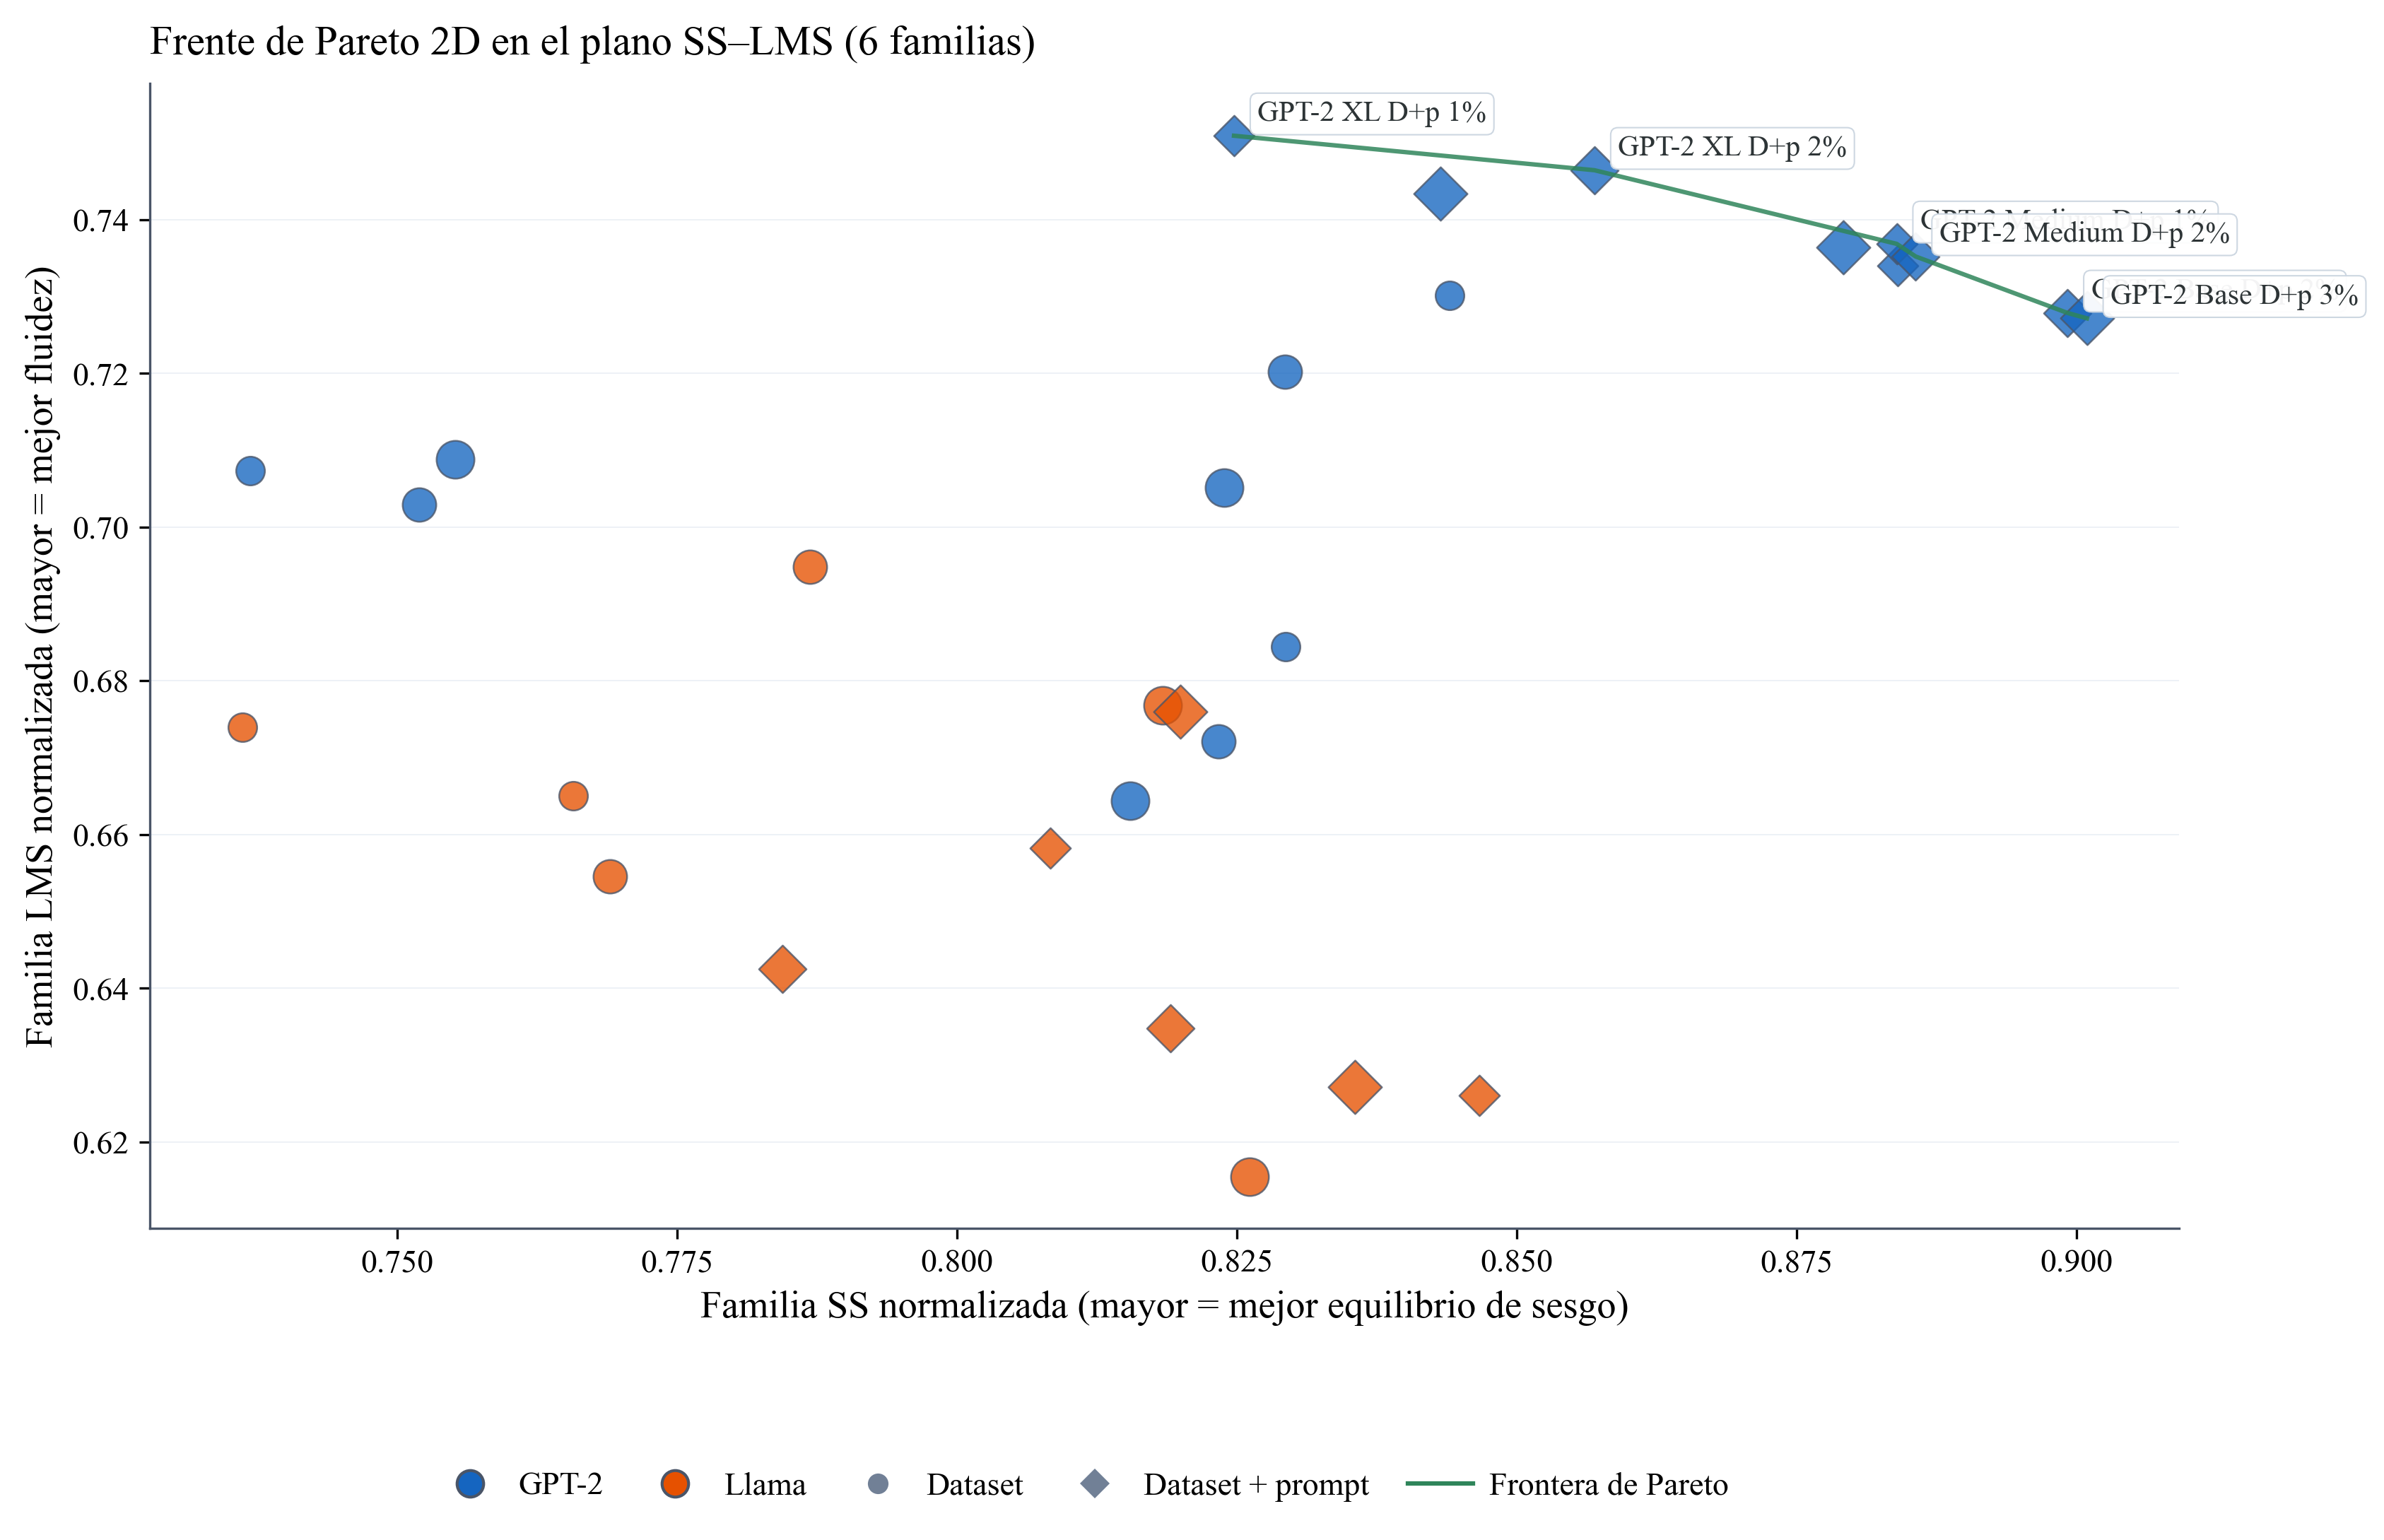 Frente de Pareto 2D en el plano SS–LMS (6 familias)
GPT-2 XL D+p 1%
GPT-2 XL D+p 2%
GPT-2 Medium D+p 1%
GPT-2 Medium D+p 2%
GPT-2 Base D+p 3%
Familia LMS normalizada (mayor = mejor fluidez)
0.74
0.72
0.70
0.68
0.66
0.64
0.62
0.750
0.775
0.800
0.825
0.850
0.875
0.900
Familia SS normalizada (mayor = mejor equilibrio de sesgo)
GPT-2
Llama
Dataset
Dataset + prompt
Frontera de Pareto